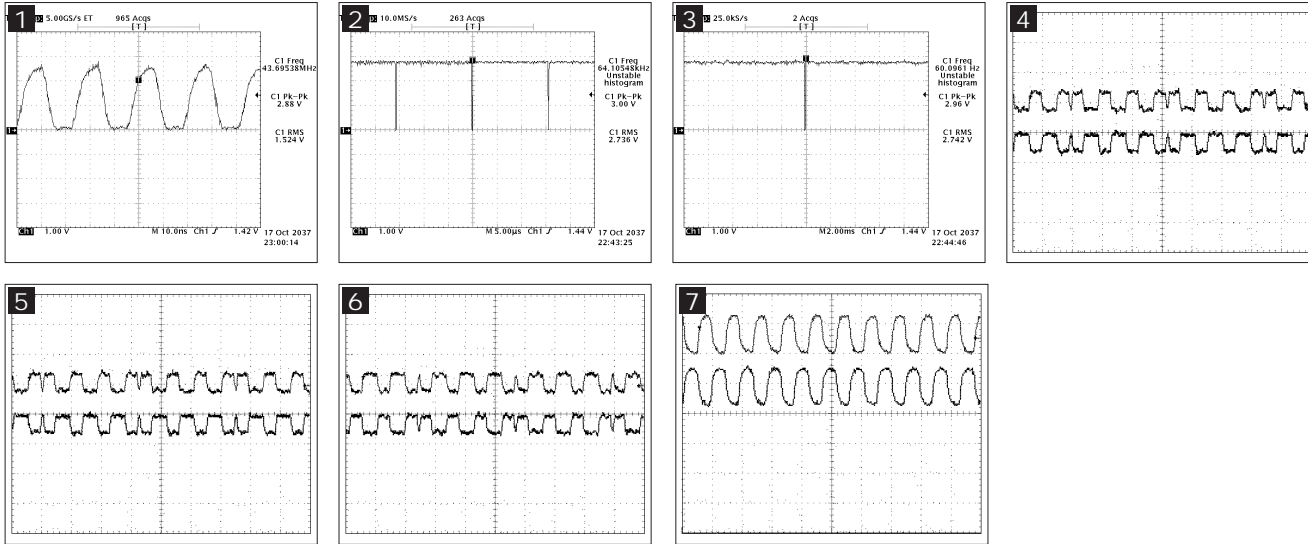 1
5.00GS/s ET 965 Acqs
[ T ]
C1 Freq
43.69538MHz
C1 Pk–Pk
2.88 V
C1 RMS
1.524 V
1
Ch1 1.00 V M 10.0ns Ch1 1.42 V
17 Oct 2037
23:00:14
2
10.0MS/s 263 Acqs
[ T ]
C1 Freq
64.10548kHz
Unstable
histogram
C1 Pk–Pk
3.00 V
C1 RMS
2.736 V
1
Ch1 1.00 V M 5.00µs Ch1 1.44 V
17 Oct 2037
22:43:25
3
25.0kS/s 2 Acqs
[ T ]
C1 Freq
60.0961 Hz
Unstable
histogram
C1 Pk–Pk
2.96 V
C1 RMS
2.742 V
1
Ch1 1.00 V M2.00ms Ch1 1.44 V
17 Oct 2037
22:44:46
4
5
6
7